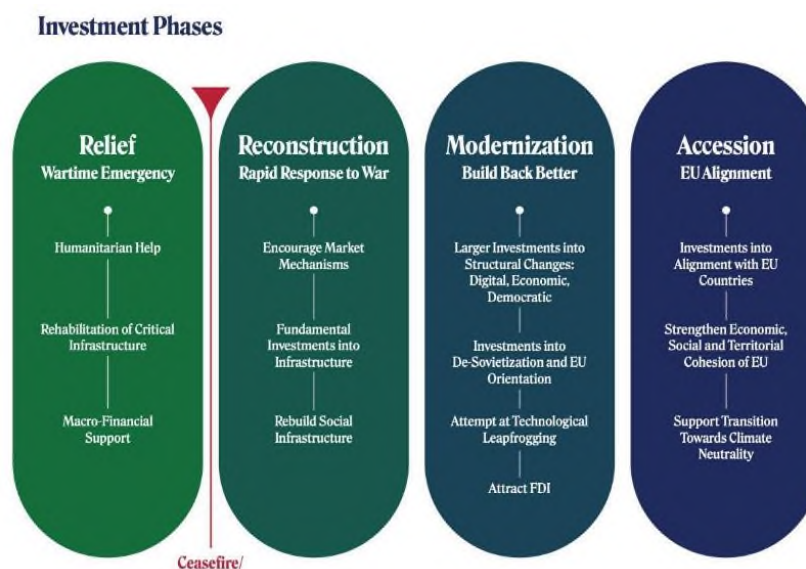 Investment Phases
Relief
Wartime Emergency
Humanitarian Help
Rehabilitation of Critical
Infrastructure
Macro-Financial
Support
Ceasefire/
Reconstruction
Rapid Response to War
Encourage Market
Mechanisms
Fundamental
Investments into
Infrastructure
Rebuild Social
Infrastructure
Modernization
Build Back Better
Larger Investments into
Structural Changes:
Digital, Economic,
Democratic
Investments into
De-Sovietization and EU
Orientation
Attempt at Technological
Leapfrogging
Attract FDI
Accession
EU Alignment
Investments into
Alignment with EU
Countries
Strengthen Economic,
Social and Territorial
Cohesion of EU
Support Transition
Towards Climate
Neutrality